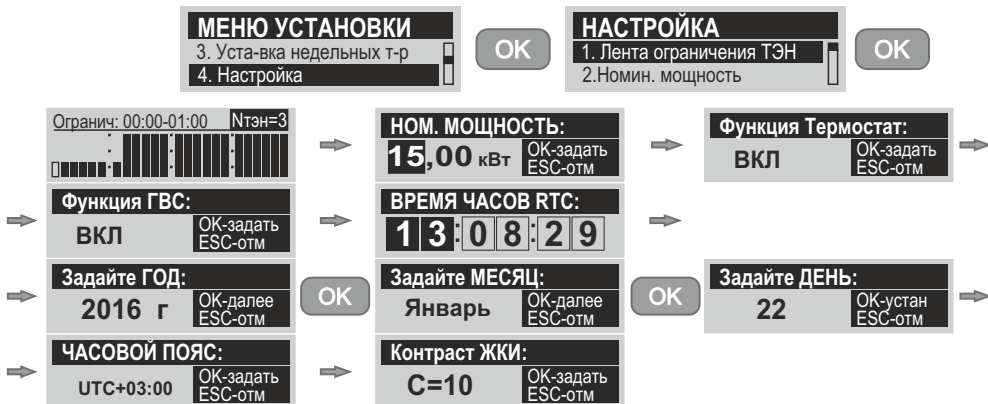 МЕНЮ УСТАНОВКИ
3. Уста-вка недельных т-р
4. Настройка
OK
НАСТРОЙКА
1. Лента ограничения ТЭН
2.Номин. мощность
OK
Огранич: 00:00-01:00 Nтэн=3
НОМ. МОЩНОСТЬ:
15,00 кВт
OK-задать
ESC-отм
Функция Термостат:
ВКЛ
OK-задать
ESC-отм
Функция ГВС:
ВКЛ
OK-задать
ESC-отм
ВРЕМЯ ЧАСОВ RTC:
13:08:29
Задайте ГОД:
2016 г
OK-далее
ESC-отм
OK
Задайте МЕСЯЦ:
Январь
OK-далее
ESC-отм
OK
Задайте ДЕНЬ:
22
OK-устан
ESC-отм
ЧАСОВОЙ ПОЯС:
UTC+03:00
OK-задать
ESC-отм
Контраст ЖКИ:
C=10
OK-задать
ESC-отм